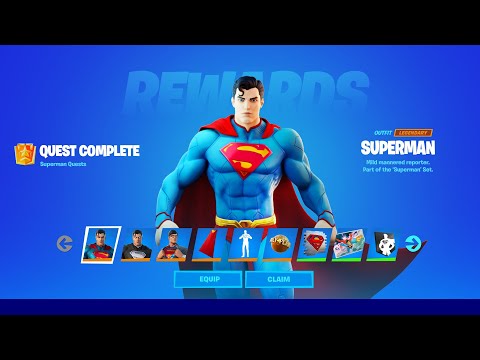 REWARDS
QUEST COMPLETE
Superman Quests
OUTFIT LEGENDARY
SUPERMAN
Mild mannered reporter.
Part of the 'Superman' Set.
EQUIP
CLAIM